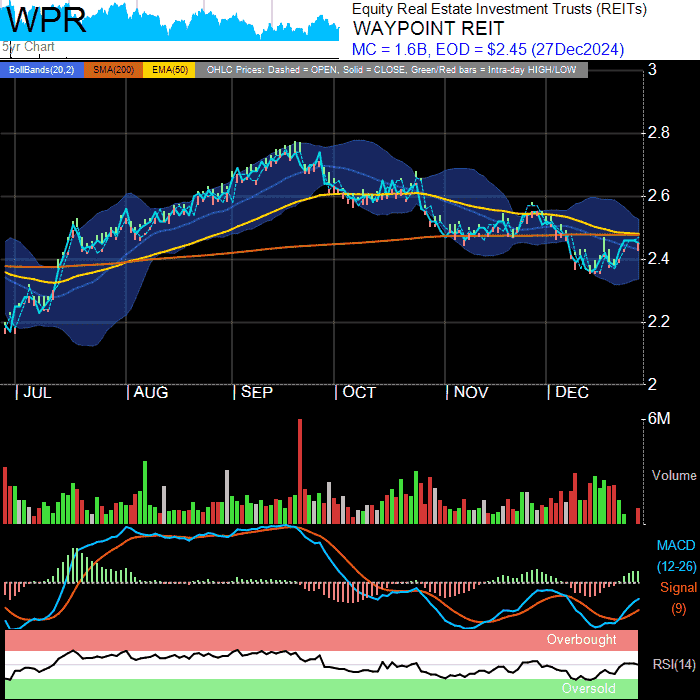 WPR
5yr Chart
Equity Real Estate Investment Trusts (REITs)
WAYPOINT REIT
MC = 1.6B, EOD = $2.45 (27Dec2024)
BollBands(20,2) SMA(200) EMA(50) OHLC Prices: Dashed = OPEN, Solid = CLOSE, Green/Red bars = Intra-day HIGH/LOW
3
2.8
2.6
2.4
2.2
2
JUL AUG SEP OCT NOV DEC
6M
Volume
MACD
(12-26)
Signal
(9)
Overbought
RSI(14)
Oversold